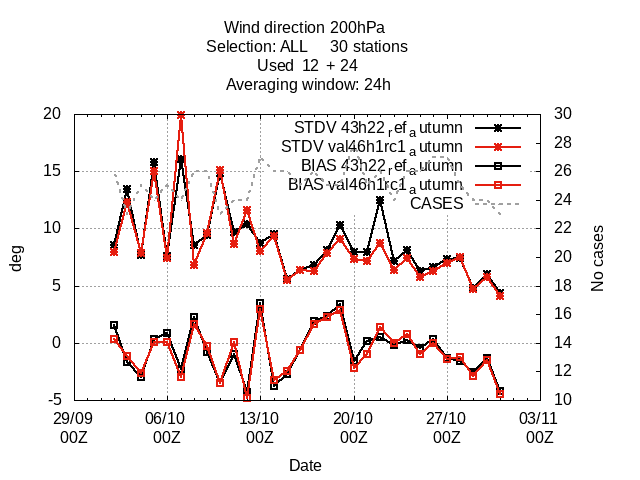 Wind direction 200hPa
Selection: ALL 30 stations
Used 12 + 24
Averaging window: 24h
STDV 43h22_ref_autumn
STDV val46h1rc1_autumn
BIAS 43h22_ref_autumn
BIAS val46h1rc1_autumn
CASES
20
15
10
5
0
-5
deg
30
28
26
24
22
20
18
16
14
12
10
No cases
29/09 06/10 13/10 20/10 27/10 03/11
00Z 00Z 00Z 00Z 00Z 00Z
Date